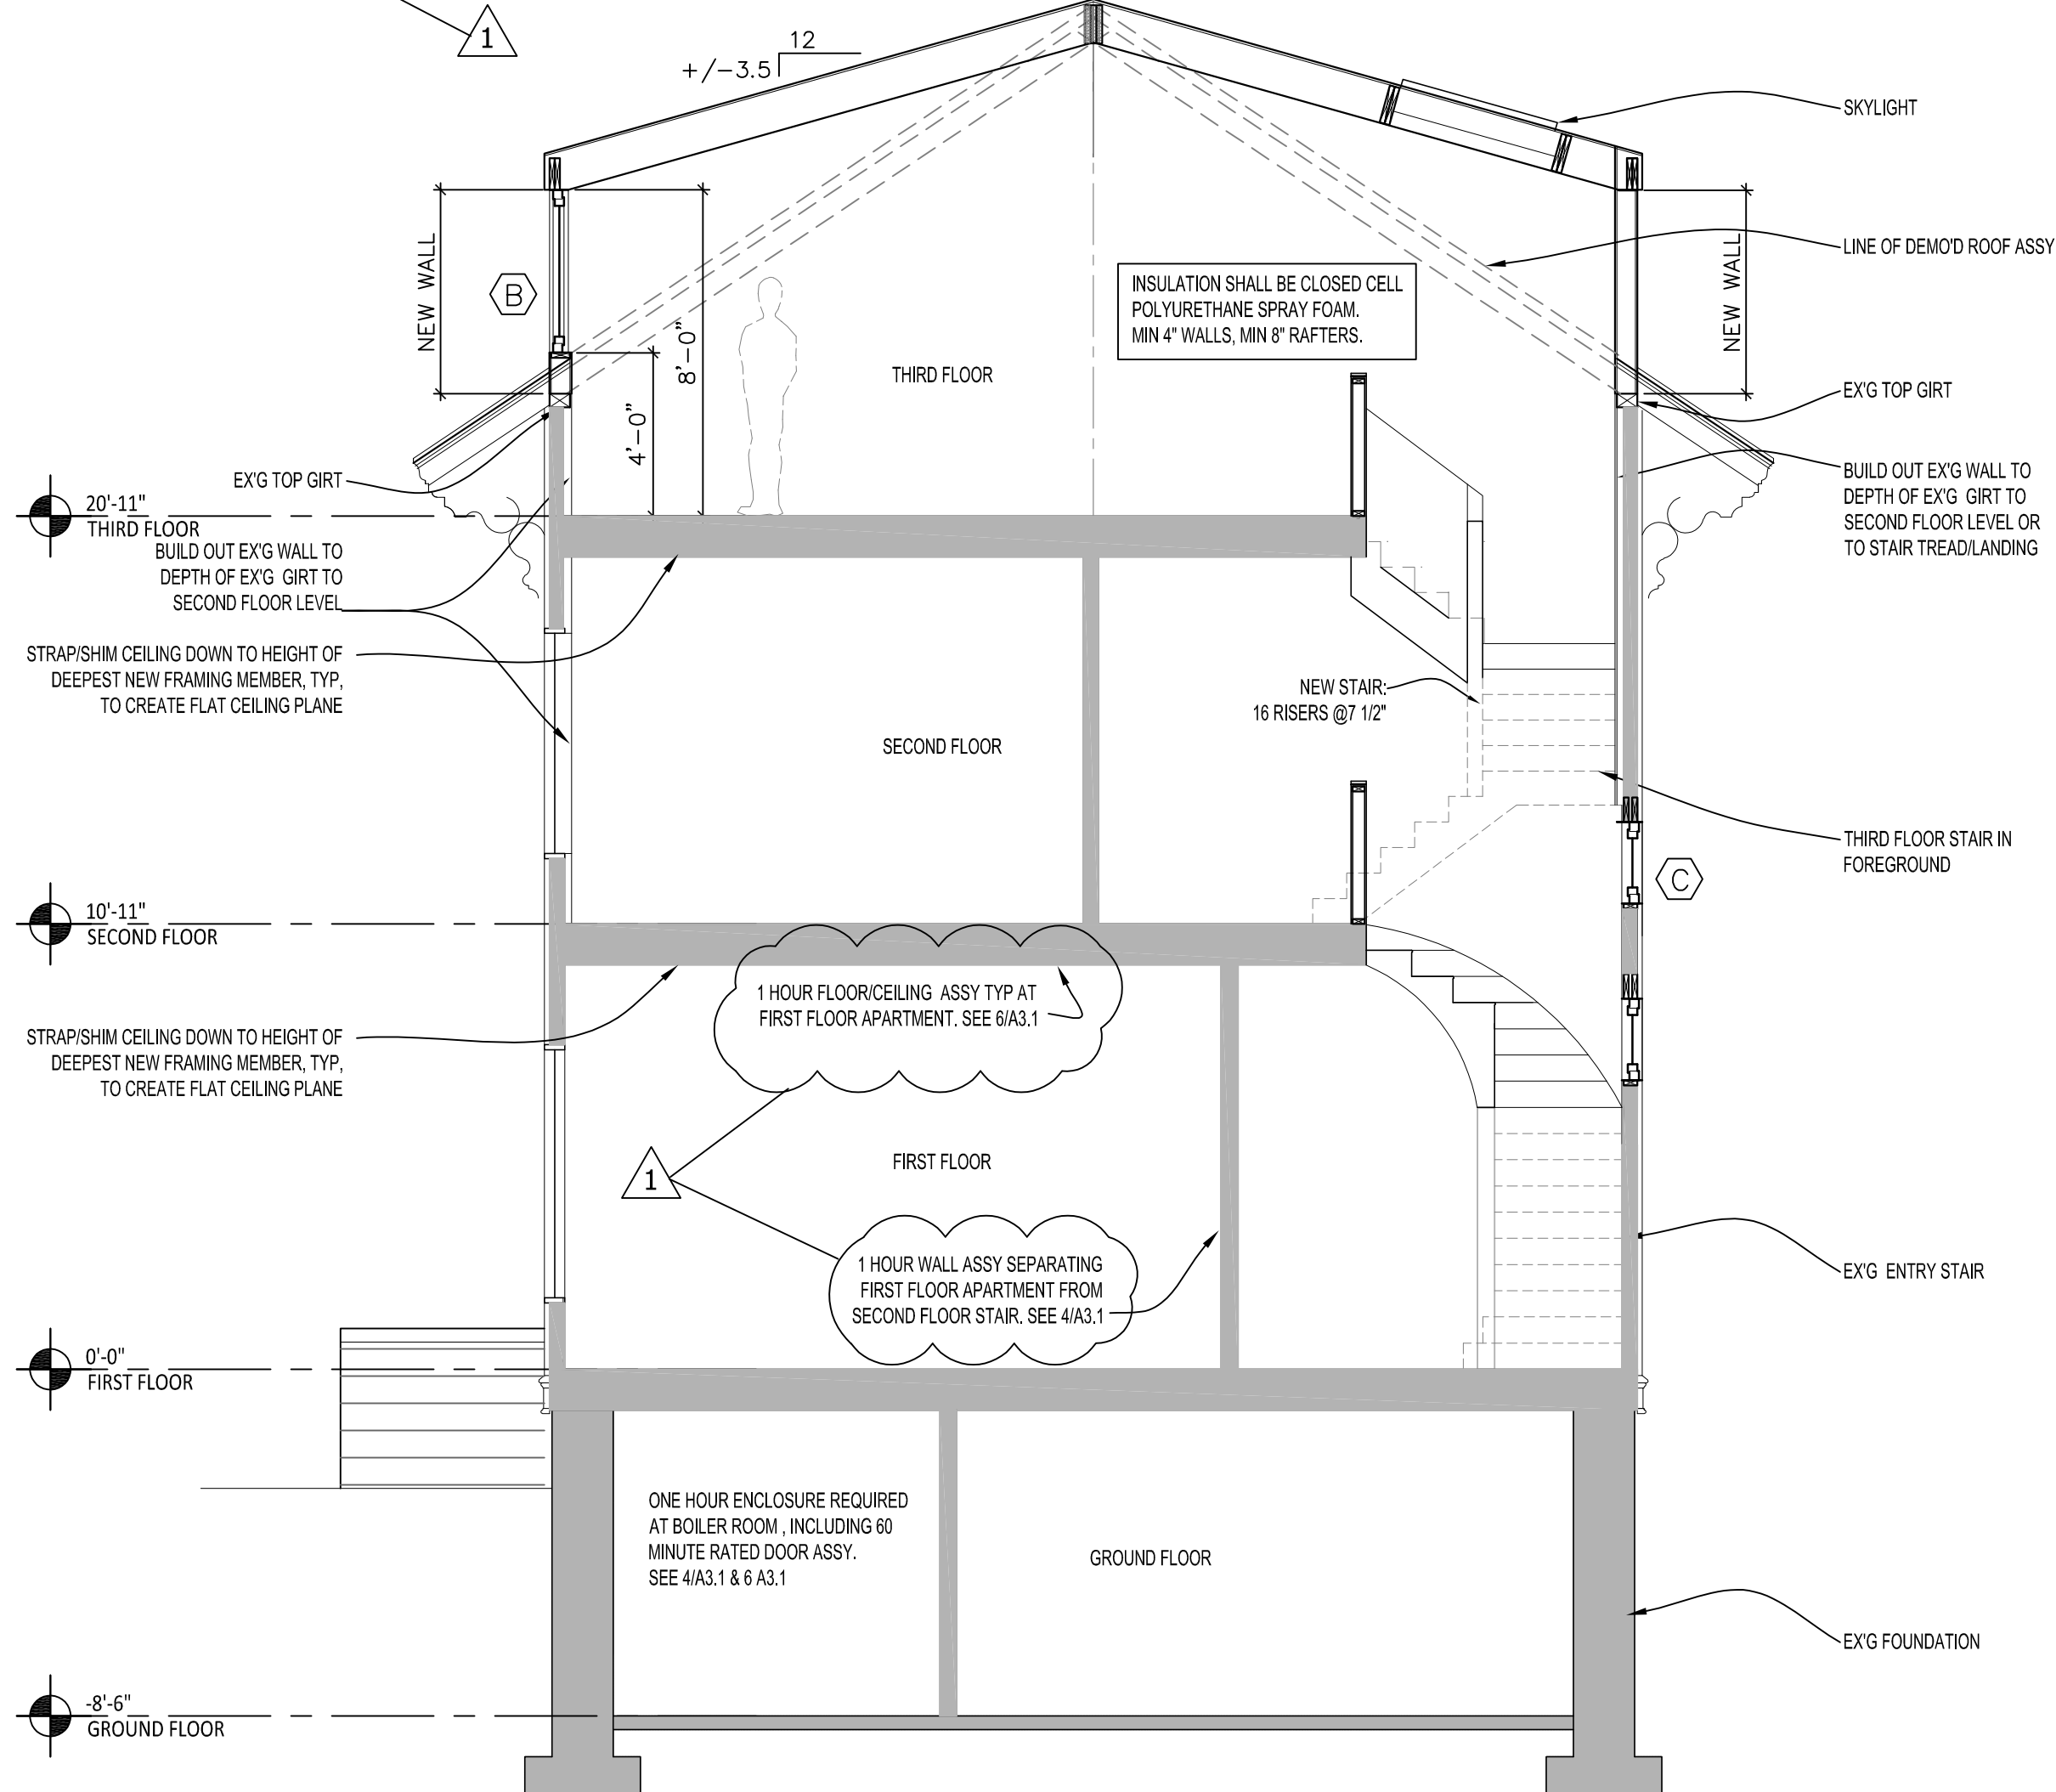 1
12
+/-3.5
SKYLIGHT
LINE OF DEMO'D ROOF ASSY
NEW WALL
B
8'-0"
4'-0"
INSULATION SHALL BE CLOSED CELL
POLYURETHANE SPRAY FOAM.
MIN 4" WALLS, MIN 8" RAFTERS.
NEW WALL
THIRD FLOOR
EX'G TOP GIRT
EX'G TOP GIRT
BUILD OUT EX'G WALL TO
DEPTH OF EX'G GIRT TO
SECOND FLOOR LEVEL OR
TO STAIR TREAD/LANDING
20'-11"
THIRD FLOOR
BUILD OUT EX'G WALL TO
DEPTH OF EX'G GIRT TO
SECOND FLOOR LEVEL
STRAP/SHIM CEILING DOWN TO HEIGHT OF
DEEPEST NEW FRAMING MEMBER, TYP,
TO CREATE FLAT CEILING PLANE
NEW STAIR:
16 RISERS @7 1/2"
SECOND FLOOR
THIRD FLOOR STAIR IN
FOREGROUND
C
10'-11"
SECOND FLOOR
1 HOUR FLOOR/CEILING ASSY TYP AT
FIRST FLOOR APARTMENT. SEE 6/A3.1
STRAP/SHIM CEILING DOWN TO HEIGHT OF
DEEPEST NEW FRAMING MEMBER, TYP,
TO CREATE FLAT CEILING PLANE
FIRST FLOOR
1
1 HOUR WALL ASSY SEPARATING
FIRST FLOOR APARTMENT FROM
SECOND FLOOR STAIR. SEE 4/A3.1
EX'G ENTRY STAIR
0'-0"
FIRST FLOOR
ONE HOUR ENCLOSURE REQUIRED
AT BOILER ROOM , INCLUDING 60
MINUTE RATED DOOR ASSY.
SEE 4/A3.1 & 6 A3.1
GROUND FLOOR
EX'G FOUNDATION
-8'-6"
GROUND FLOOR